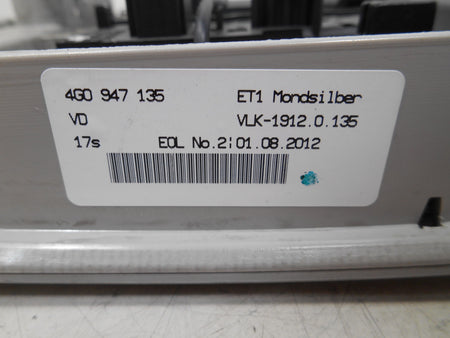 4G0 947 135 ET1 Mondsilber
VD VLK-1912.0.135
17s EOL No.2 01.08.2012